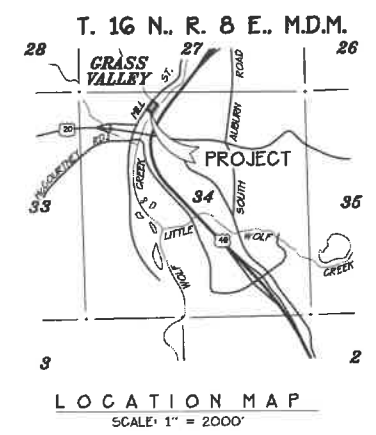 T. 16 N., R. 8 E., M.D.M.
28
27
26
GRASS
VALLEY
MILL
ST.
ROAD
AUBURN
SOUTH
20
McCOURTNEY
RD.
PROJECT
CREEK
33
34
35
LITTLE
WOLF
CREEK
49
WOLF
3
2
LOCATION MAP
SCALE: 1" = 2000'